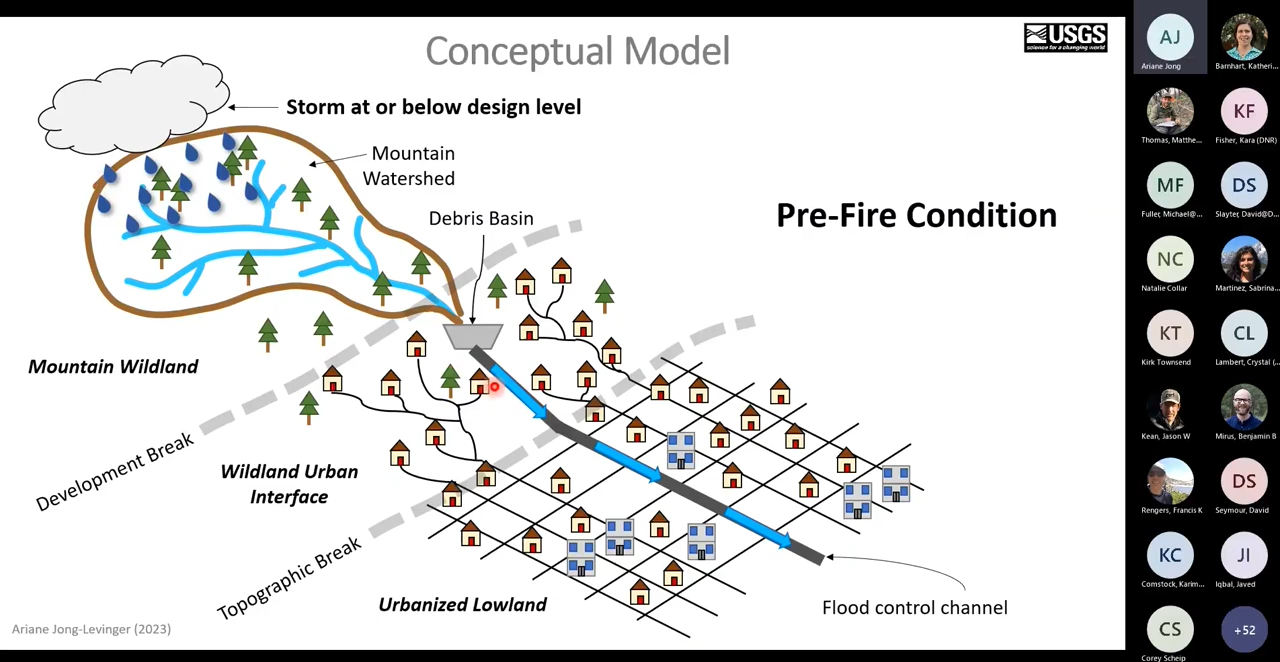 Conceptual Model
USGS
science for a changing world
Storm at or below design level
Mountain
Watershed
Debris Basin
Pre-Fire Condition
Mountain Wildland
Development Break
Wildland Urban
Interface
Topographic Break
Urbanized Lowland
Flood control channel
Ariane Jong-Levinger (2023)
AJ
Ariane Jong
Barnhart, Katheri...
Thomas, Matthe...
KF
Fisher, Kara (DNR)
MF
Fuller, Michael@...
DS
Slayter, David@D...
NC
Natalie Collar
Martinez, Sabrina...
KT
Kirk Townsend
CL
Lambert, Crystal (...
Kean, Jason W
Mirus, Benjamin B
Rengers, Francis K
DS
Seymour, David
KC
Comstock, Karim...
JI
Iqbal, Javed
CS
Corey Scheip
+52